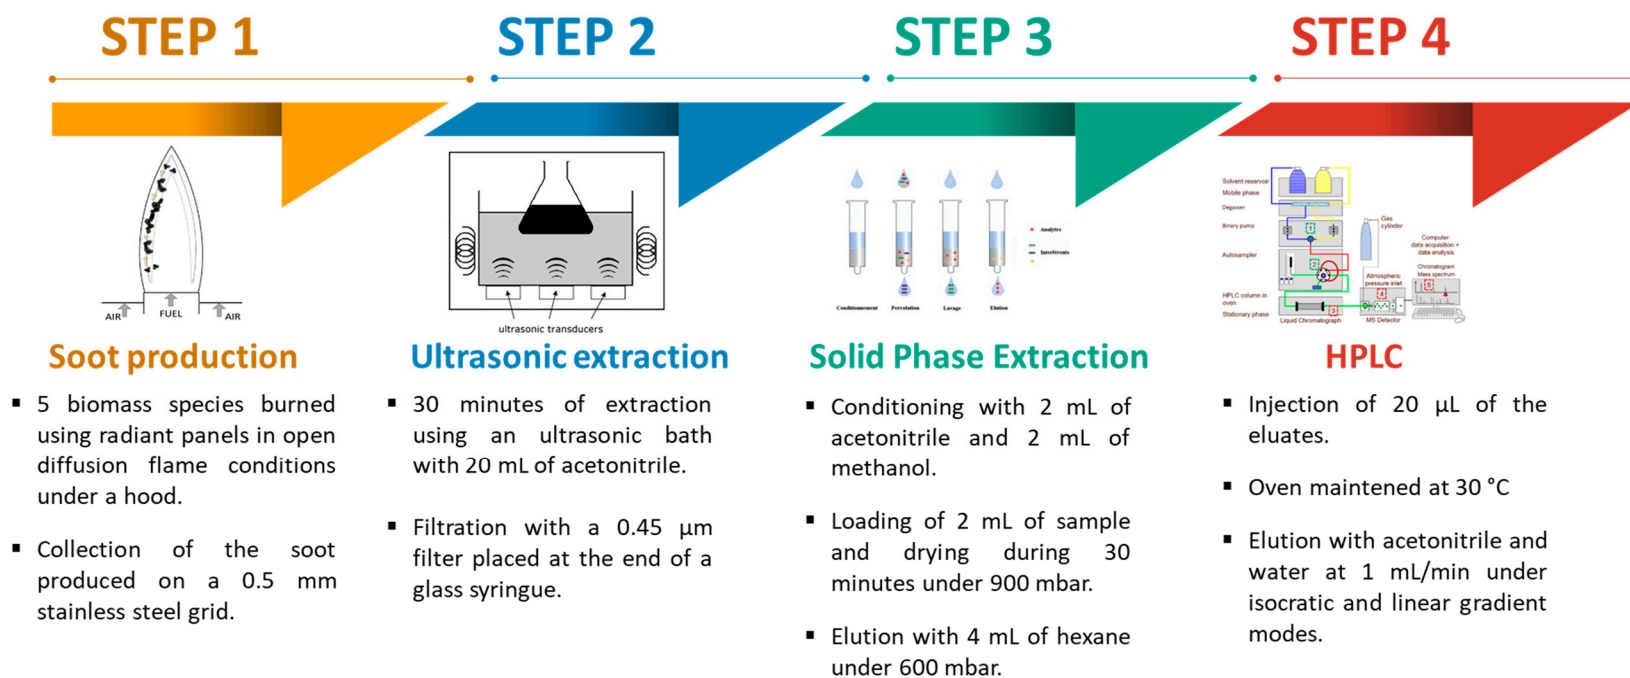 STEP 1
STEP 2
STEP 3
STEP 4
AIR
FUEL
AIR
ultrasonic transducers
Analytes
Interférents
Conditionnement
Percolation
Lavage
Elution
Solvent reservoir
Mobile phase
Degasser
Binary pump
Autosampler
HPLC column in
oven
Stationary phase
Liquid Chromatograph
Gas
cylinder
Atmospheric
pressure inlet
MS Detector
Computer:
data acquisition +
data analysis
Chromatogram
Mass spectrum
1
2
3
4
5
Soot production
▪ 5 biomass species burned
using radiant panels in open
diffusion flame conditions
under a hood.
▪ Collection of the soot
produced on a 0.5 mm
stainless steel grid.
Ultrasonic extraction
▪ 30 minutes of extraction
using an ultrasonic bath
with 20 mL of acetonitrile.
▪ Filtration with a 0.45 µm
filter placed at the end of a
glass syringue.
Solid Phase Extraction
▪ Conditioning with 2 mL of
acetonitrile and 2 mL of
methanol.
▪ Loading of 2 mL of sample
and drying during 30
minutes under 900 mbar.
▪ Elution with 4 mL of hexane
under 600 mbar.
HPLC
▪ Injection of 20 µL of the
eluates.
▪ Oven maintened at 30 °C
▪ Elution with acetonitrile and
water at 1 mL/min under
isocratic and linear gradient
modes.